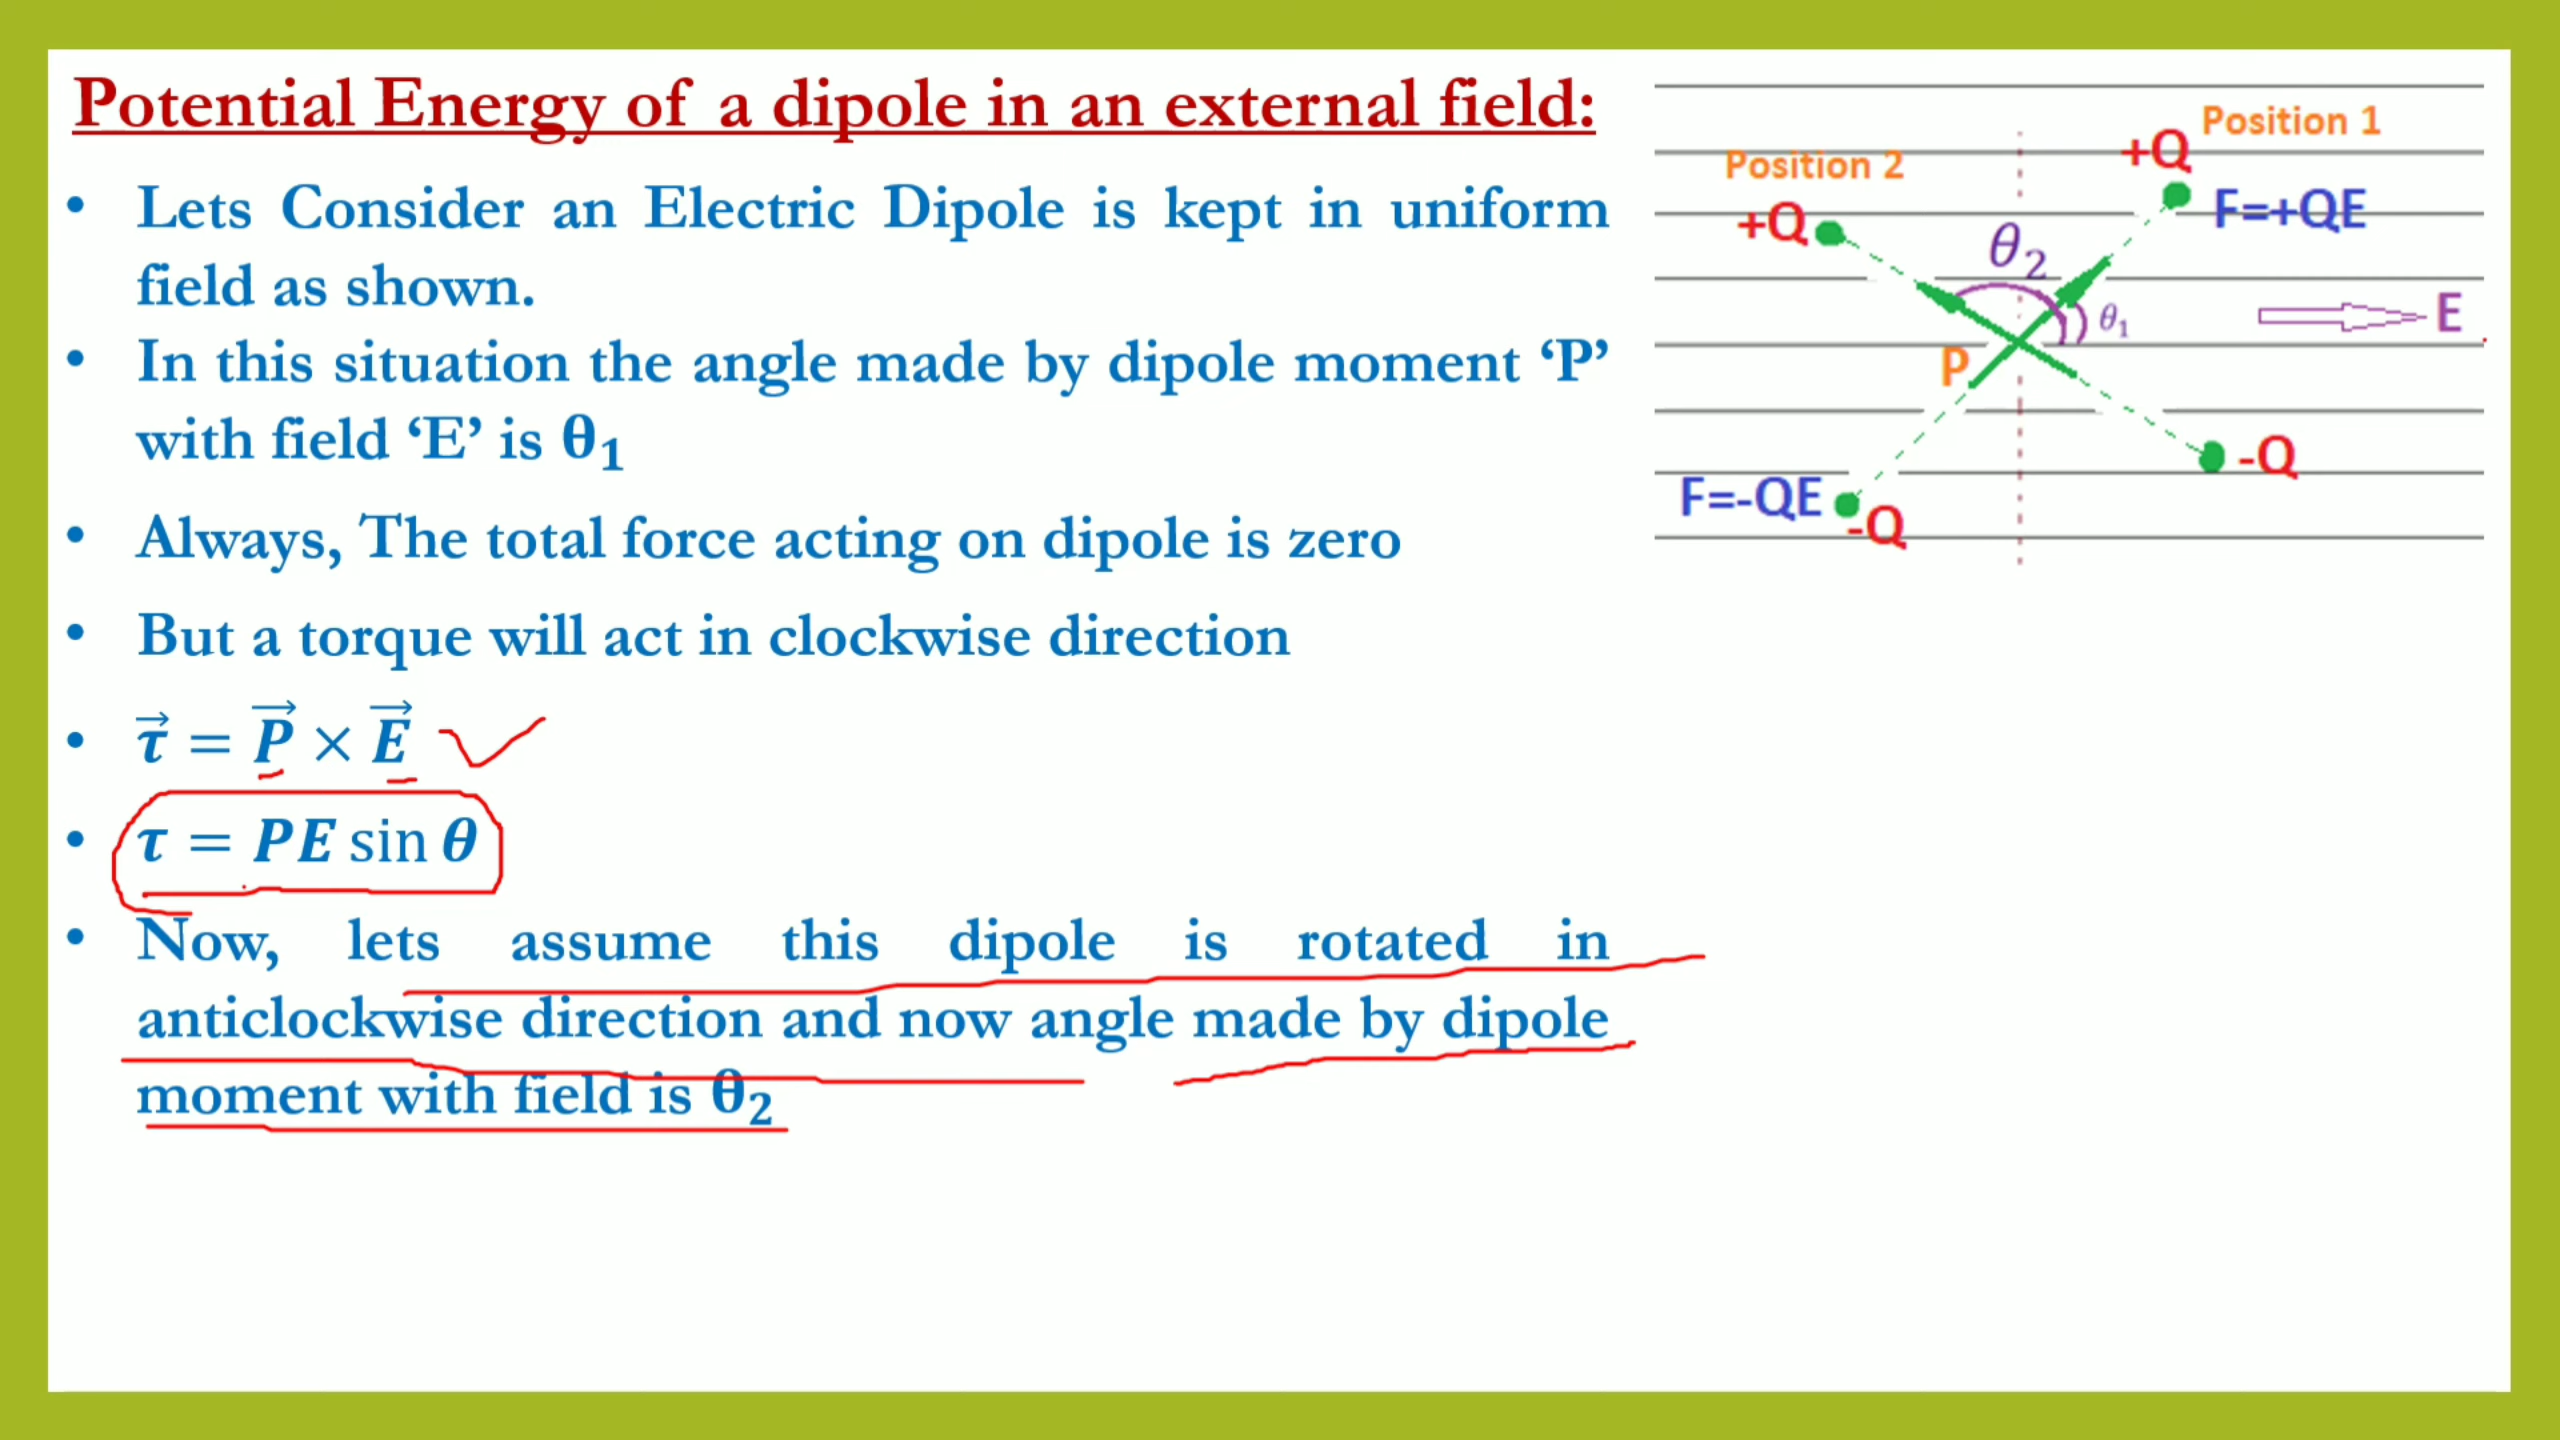 Potential Energy of a dipole in an external field:
• Lets Consider an Electric Dipole is kept in uniform
field as shown.
• In this situation the angle made by dipole moment ‘P’
with field ‘E’ is θ₁
• Always, The total force acting on dipole is zero
• But a torque will act in clockwise direction
• τ⃗ = P⃗ × E⃗
• τ = PE sin θ
• Now, lets assume this dipole is rotated in
anticlockwise direction and now angle made by dipole
moment with field is θ₂
Position 1
+Q
Position 2
F=+QE
+Q
θ₂
θ₁
E
P
-Q
F=-QE
-Q